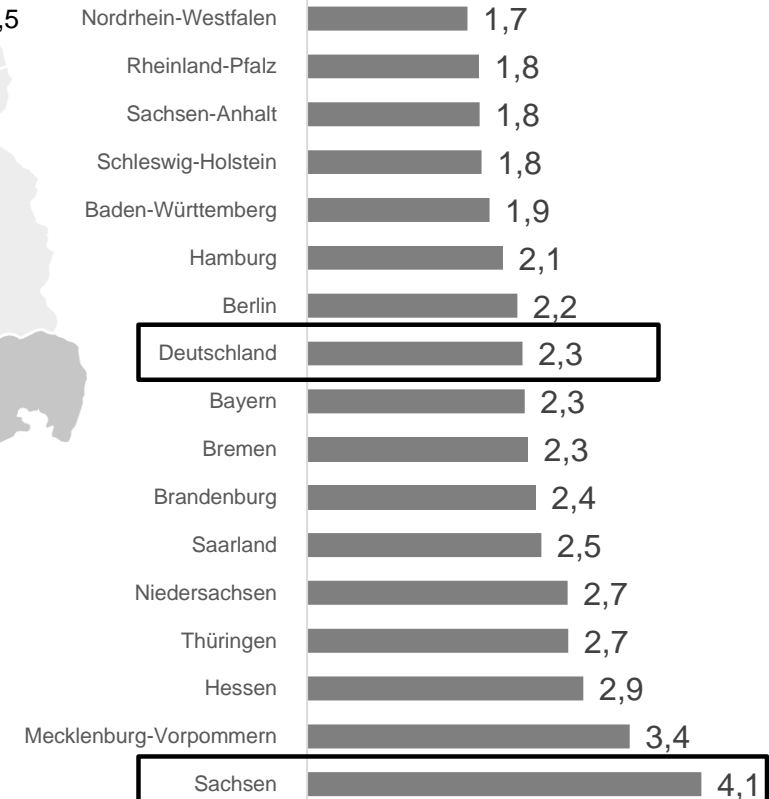 ,5
Nordrhein-Westfalen 1,7
Rheinland-Pfalz 1,8
Sachsen-Anhalt 1,8
Schleswig-Holstein 1,8
Baden-Württemberg 1,9
Hamburg 2,1
Berlin 2,2
Deutschland 2,3
Bayern 2,3
Bremen 2,3
Brandenburg 2,4
Saarland 2,5
Niedersachsen 2,7
Thüringen 2,7
Hessen 2,9
Mecklenburg-Vorpommern 3,4
Sachsen 4,1